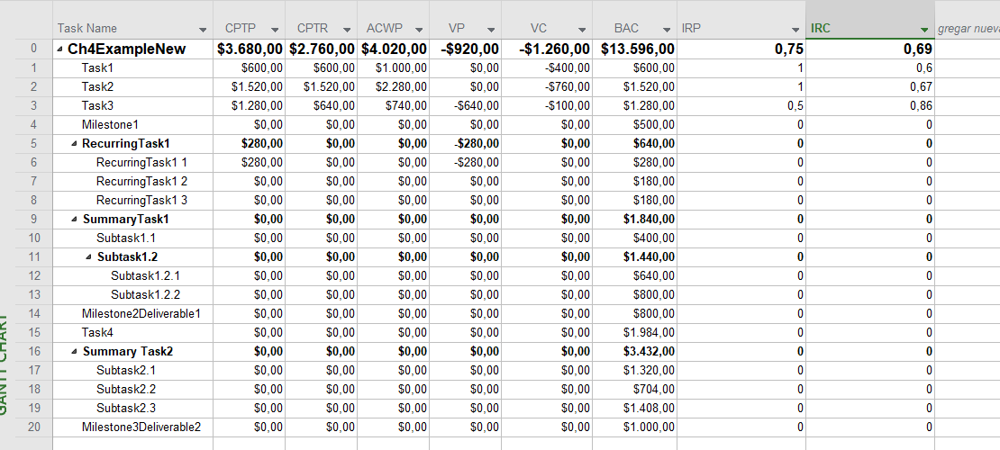 Task Name CPTP CPTR ACWP VP VC BAC IRP IRC gregar nueva
0 Ch4ExampleNew $3.680,00 $2.760,00 $4.020,00 -$920,00 -$1.260,00 $13.596,00 0,75 0,69
1 Task1 $600,00 $600,00 $1.000,00 $0,00 -$400,00 $600,00 1 0,6
2 Task2 $1.520,00 $1.520,00 $2.280,00 $0,00 -$760,00 $1.520,00 1 0,67
3 Task3 $1.280,00 $640,00 $740,00 -$640,00 -$100,00 $1.280,00 0,5 0,86
4 Milestone1 $0,00 $0,00 $0,00 $0,00 $0,00 $500,00 0 0
5 RecurringTask1 $280,00 $0,00 $0,00 -$280,00 $0,00 $640,00 0 0
6 RecurringTask1 1 $280,00 $0,00 $0,00 -$280,00 $0,00 $280,00 0 0
7 RecurringTask1 2 $0,00 $0,00 $0,00 $0,00 $0,00 $180,00 0 0
8 RecurringTask1 3 $0,00 $0,00 $0,00 $0,00 $0,00 $180,00 0 0
9 SummaryTask1 $0,00 $0,00 $0,00 $0,00 $0,00 $1.840,00 0 0
10 Subtask1.1 $0,00 $0,00 $0,00 $0,00 $0,00 $400,00 0 0
11 Subtask1.2 $0,00 $0,00 $0,00 $0,00 $0,00 $1.440,00 0 0
12 Subtask1.2.1 $0,00 $0,00 $0,00 $0,00 $0,00 $640,00 0 0
13 Subtask1.2.2 $0,00 $0,00 $0,00 $0,00 $0,00 $800,00 0 0
14 Milestone2Deliverable1 $0,00 $0,00 $0,00 $0,00 $0,00 $800,00 0 0
15 Task4 $0,00 $0,00 $0,00 $0,00 $0,00 $1.984,00 0 0
16 Summary Task2 $0,00 $0,00 $0,00 $0,00 $0,00 $3.432,00 0 0
17 Subtask2.1 $0,00 $0,00 $0,00 $0,00 $0,00 $1.320,00 0 0
18 Subtask2.2 $0,00 $0,00 $0,00 $0,00 $0,00 $704,00 0 0
19 Subtask2.3 $0,00 $0,00 $0,00 $0,00 $0,00 $1.408,00 0 0
20 Milestone3Deliverable2 $0,00 $0,00 $0,00 $0,00 $0,00 $1.000,00 0 0
GANTT CHART